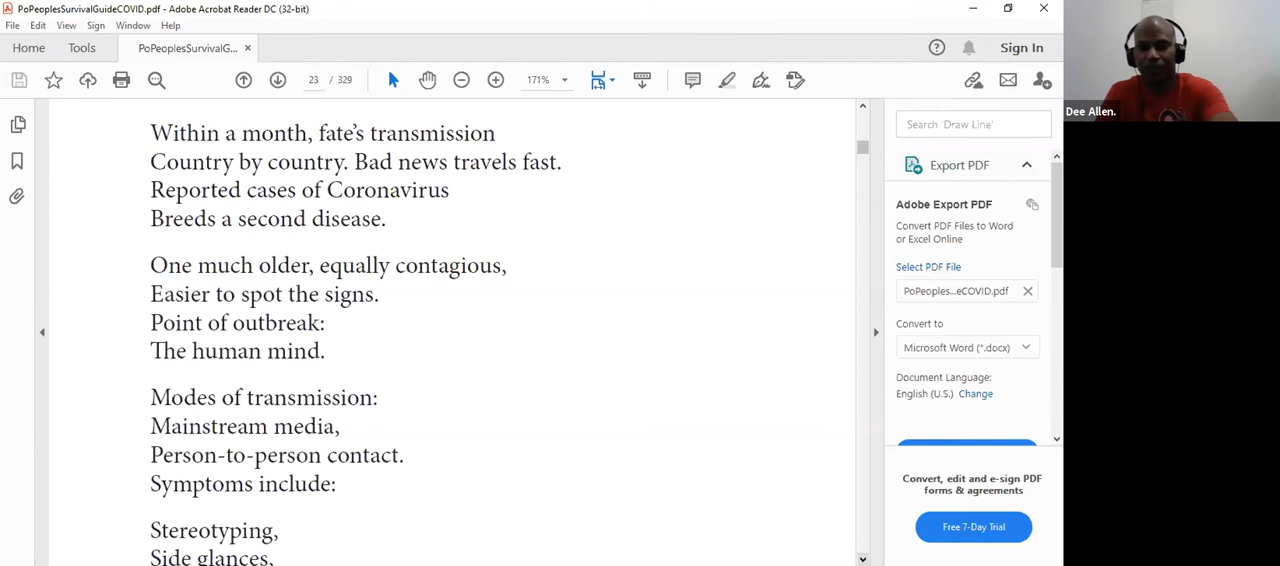 PoPeoplesSurvivalGuideCOVID.pdf - Adobe Acrobat Reader DC (32-bit)
File Edit View Sign Window Help
Home Tools PoPeoplesSurvivalG... × Sign In
23 / 329 171%
Within a month, fate's transmission
Country by country. Bad news travels fast.
Reported cases of Coronavirus
Breeds a second disease.
One much older, equally contagious,
Easier to spot the signs.
Point of outbreak:
The human mind.
Modes of transmission:
Mainstream media,
Person-to-person contact.
Symptoms include:
Stereotyping,
Side glances,
Search 'Draw Line'
Export PDF
Adobe Export PDF
Convert PDF Files to Word
or Excel Online
Select PDF File
PoPeoples...eCOVID.pdf
Convert to
Microsoft Word (*.docx)
Document Language:
English (U.S.) Change
Convert, edit and e-sign PDF
forms & agreements
Free 7-Day Trial
Dee Allen.